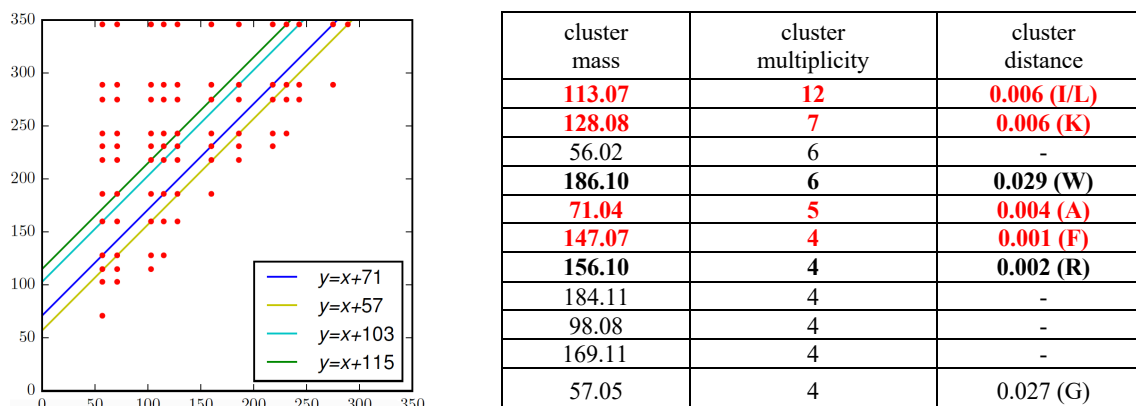 350
300
250
200
150
100
50
0
0 50 100 150 200 250 300 350
y=x+71
y=x+57
y=x+103
y=x+115
cluster mass cluster multiplicity cluster distance
113.07 12 0.006 (I/L)
128.08 7 0.006 (K)
56.02 6 -
186.10 6 0.029 (W)
71.04 5 0.004 (A)
147.07 4 0.001 (F)
156.10 4 0.002 (R)
184.11 4 -
98.08 4 -
169.11 4 -
57.05 4 0.027 (G)